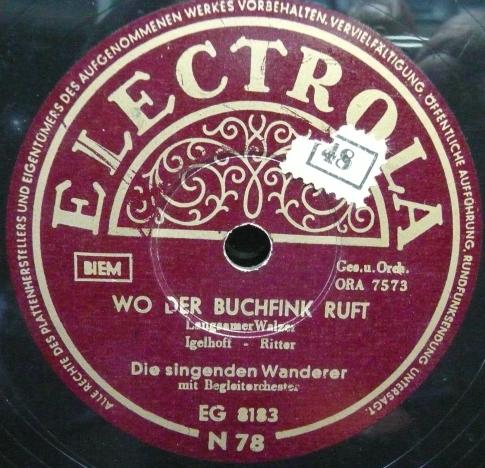 ALLE RECHTE DES PLATTENHERSTELLERS UND EIGENTÜMERS DES AUFGENOMMENEN WERKES VORBEHALTEN. VERVIELFÄLTIGUNG, ÖFFENTLICHE AUFFÜHRUNG, RUNDFUNKSENDUNG UNTERSAGT.
ELECTROLA
48
BIEM
Ges. u. Orch.
ORA 7573
WO DER BUCHFINK RUFT
Langsamer Walzer
Igelhoff - Ritter
Die singenden Wanderer
mit Begleitorchester
EG 8183
N 78